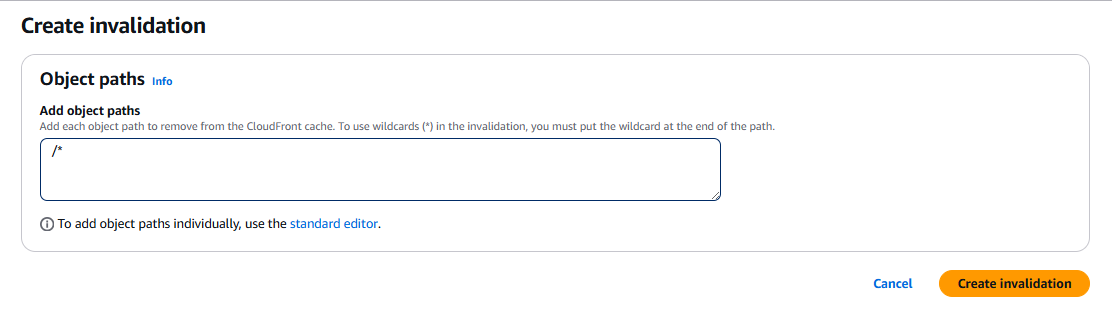 Create invalidation
Object paths Info
Add object paths
Add each object path to remove from the CloudFront cache. To use wildcards (*) in the invalidation, you must put the wildcard at the end of the path.
/*
To add object paths individually, use the standard editor.
Cancel Create invalidation